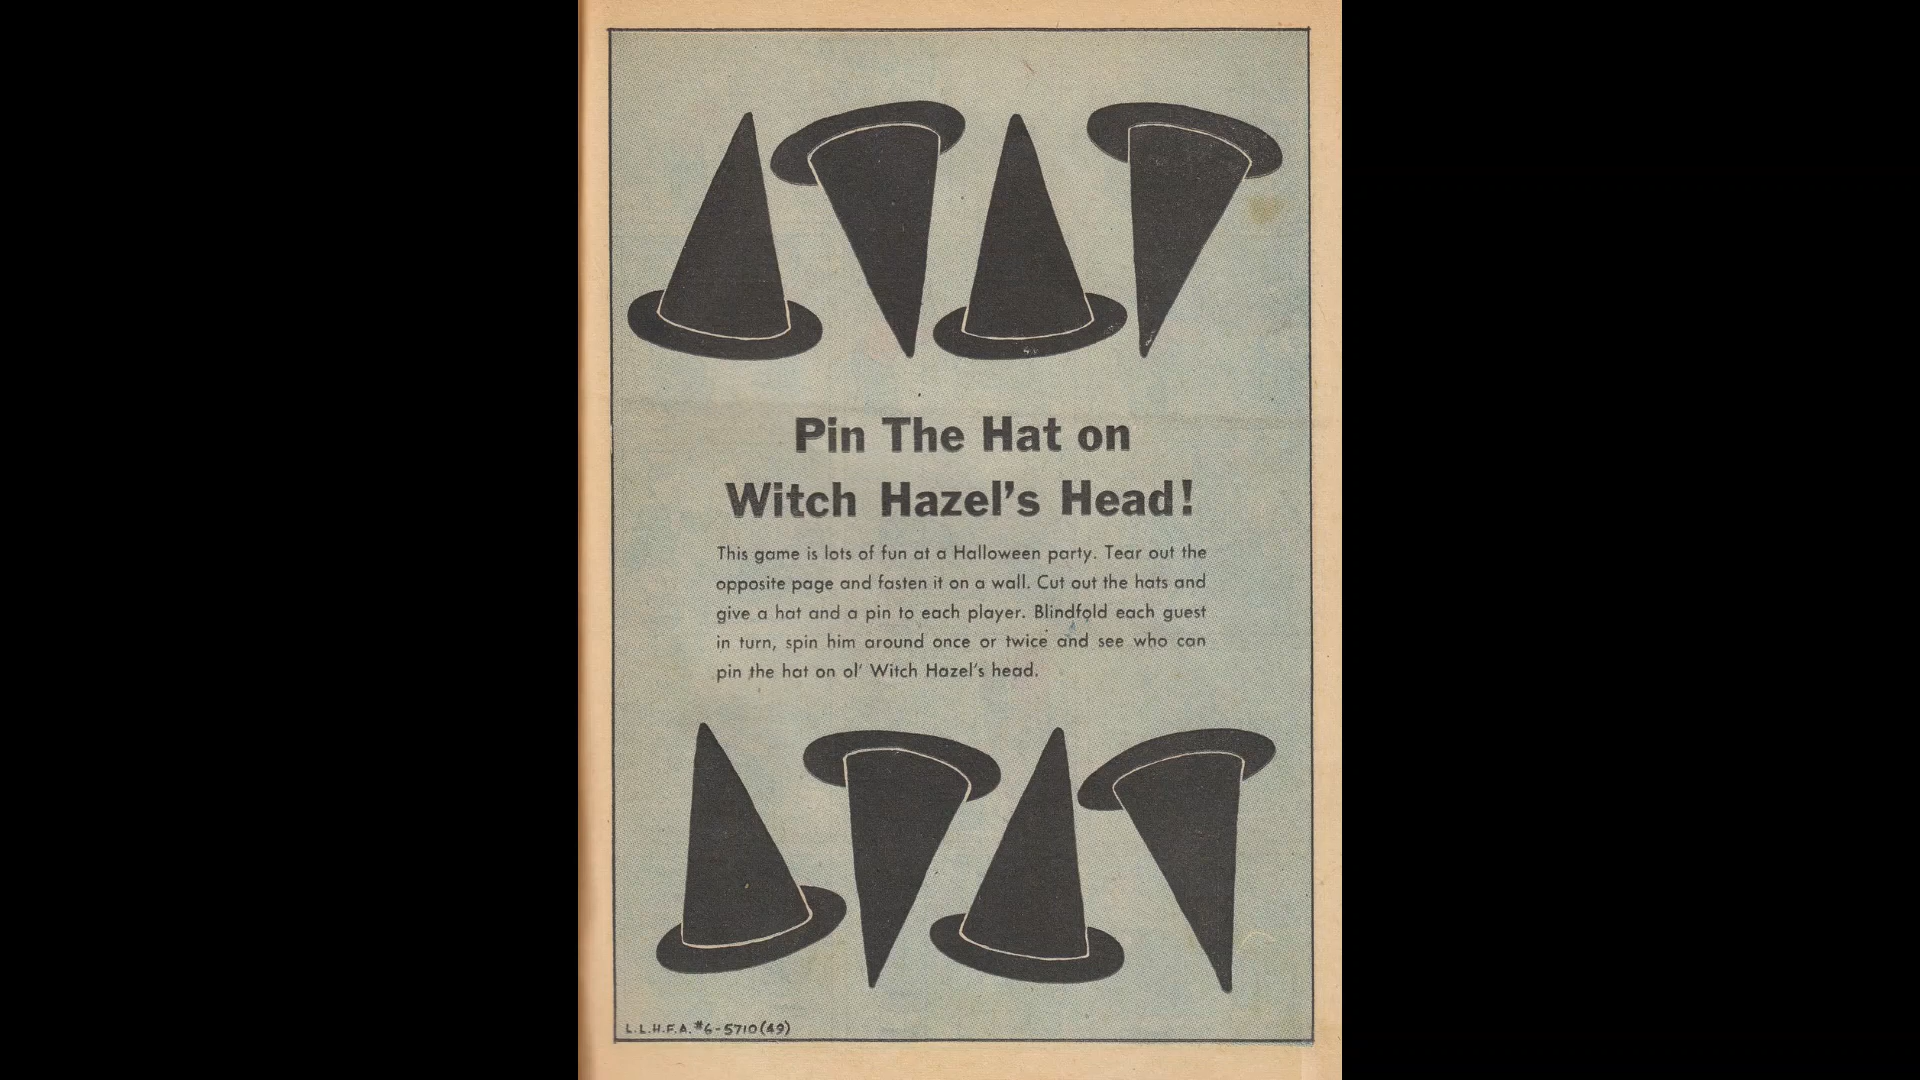 Pin The Hat on
Witch Hazel's Head!
This game is lots of fun at a Halloween party. Tear out the
opposite page and fasten it on a wall. Cut out the hats and
give a hat and a pin to each player. Blindfold each guest
in turn, spin him around once or twice and see who can
pin the hat on ol' Witch Hazel's head.
L.L.H.F.A. #6-5710(49)